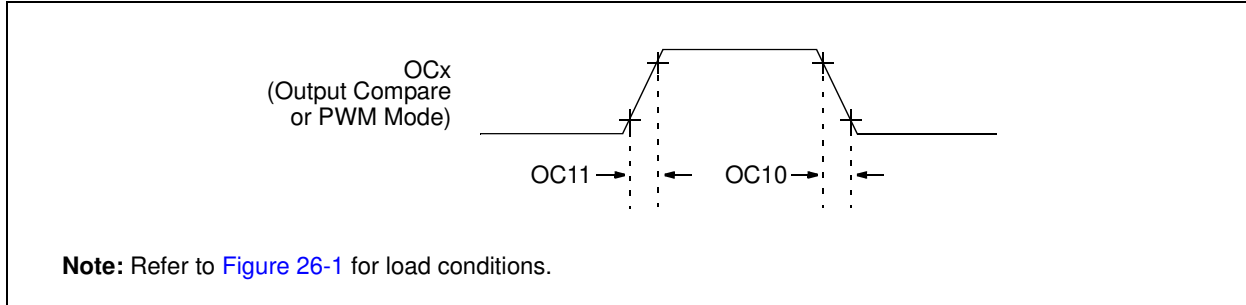 OCx
(Output Compare
or PWM Mode)
OC11 OC10
Note: Refer to Figure 26-1 for load conditions.